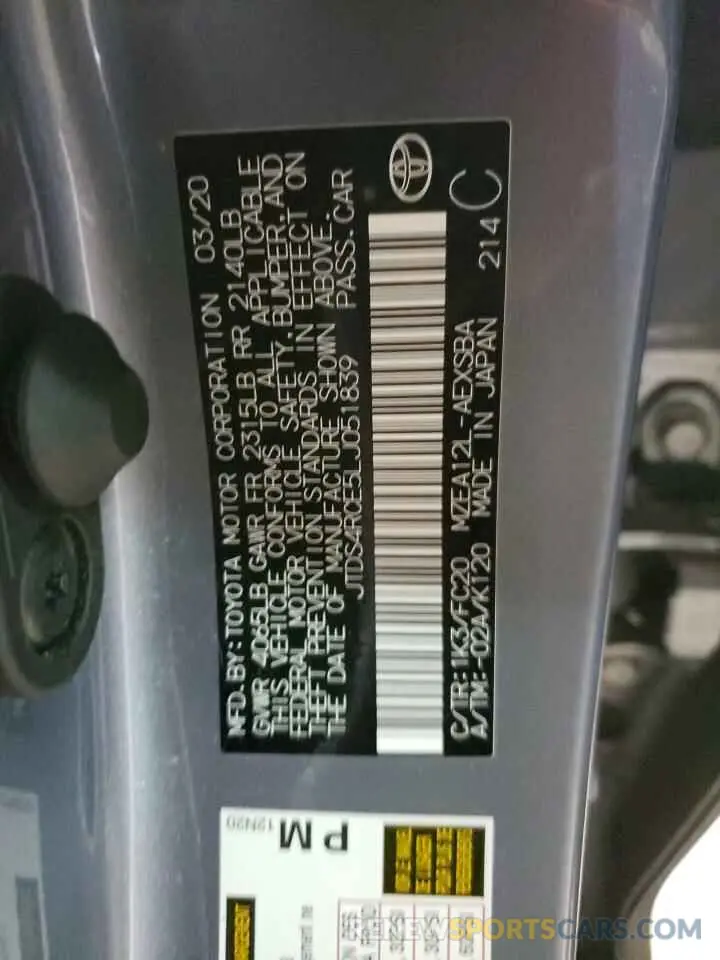 MFD. BY: TOYOTA MOTOR CORPORATION 03/20
GVWR 4065LB GAWR FR 2315LB RR 2140LB
THIS VEHICLE CONFORMS TO ALL APPLICABLE
FEDERAL MOTOR VEHICLE SAFETY, BUMPER, AND
THEFT PREVENTION STANDARDS IN EFFECT ON
THE DATE OF MANUFACTURE SHOWN ABOVE.
JTDS4RCE5LJ051839 PASS. CAR
C/TR: 1K3/FC20 MZEA12L-AEXSBA
A/TM: -02A/K120 MADE IN JAPAN 214 C
PM
12N20
RENEWSPORTSCARS.COM